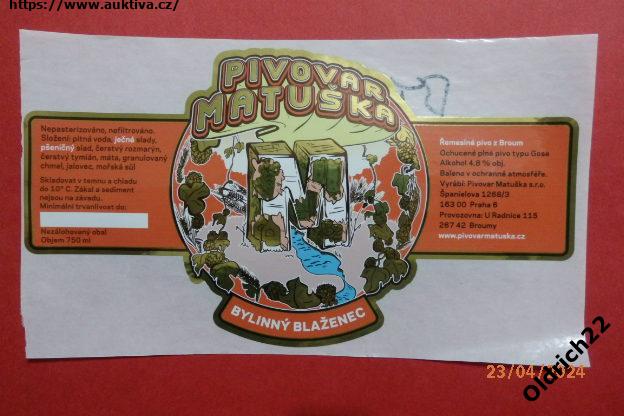 https://www.auktiva.cz/
PIVOVAR
MATUŠKA
M
Nepasterizováno, nefiltrováno.
Složení: pitná voda, ječné slady,
pšeničný slad, čerstvý rozmarýn,
čerstvý tymián, máta, granulovaný
chmel, jalovec, mořská sůl
Skladovat v temnu a chladu
do 10° C. Zákal a sediment
nejsou na závadu.
Minimální trvanlivost do:
Nezálohovaný obal
Objem 750 ml
Řemeslné pivo z Broum
Ochucené plné pivo typu Gose
Alkohol 4,8 % obj.
Baleno v ochranné atmosféře.
Vyrábí: Pivovar Matuška s.r.o.
Španielova 1268/3
163 00 Praha 6
Provozovna: U Radnice 115
267 42 Broumy
www.pivovarmatuska.cz
BYLINNÝ BLAŽENEC
23/04/2024
Oldrich22